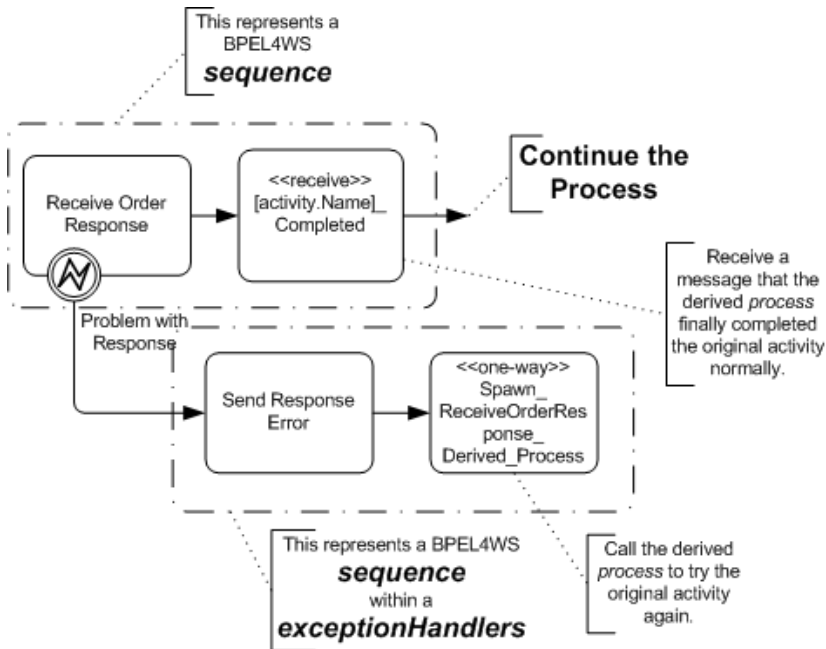 This represents a
BPEL4WS
sequence
Receive Order
Response
<<receive>>
[activity.Name]_
Completed
Continue the
Process
Receive a
message that the
derived process
finally completed
the original activity
normally.
Problem with
Response
Send Response
Error
<<one-way>>
Spawn_
ReceiveOrderRes
ponse_
Derived_Process
This represents a BPEL4WS
sequence
within a
exceptionHandlers
Call the derived
process to try the
original activity
again.